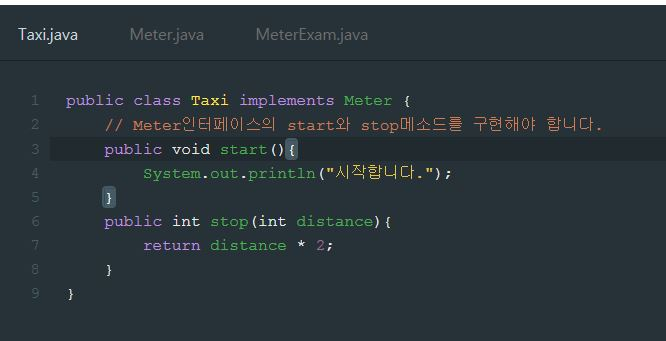 Taxi.java Meter.java MeterExam.java
1 public class Taxi implements Meter {
2 // Meter인터페이스의 start와 stop메소드를 구현해야 합니다.
3 public void start(){
4 System.out.println("시작합니다.");
5 }
6 public int stop(int distance){
7 return distance * 2;
8 }
9 }